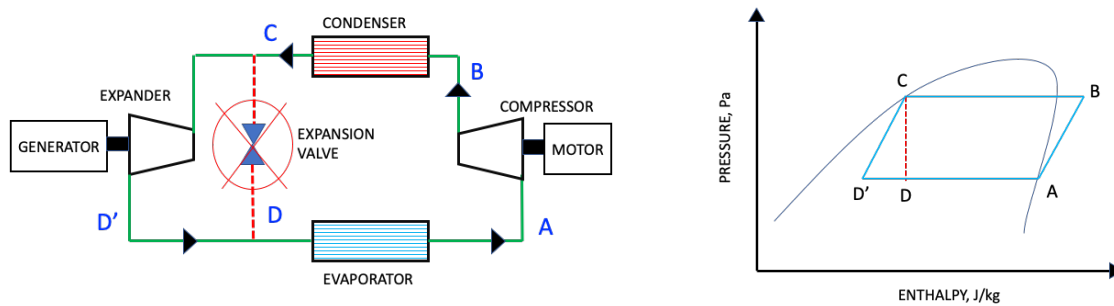 C
CONDENSER
B
EXPANDER
COMPRESSOR
GENERATOR
EXPANSION
VALVE
MOTOR
D'
D
A
EVAPORATOR
PRESSURE, Pa
C
B
D'
D
A
ENTHALPY, J/kg